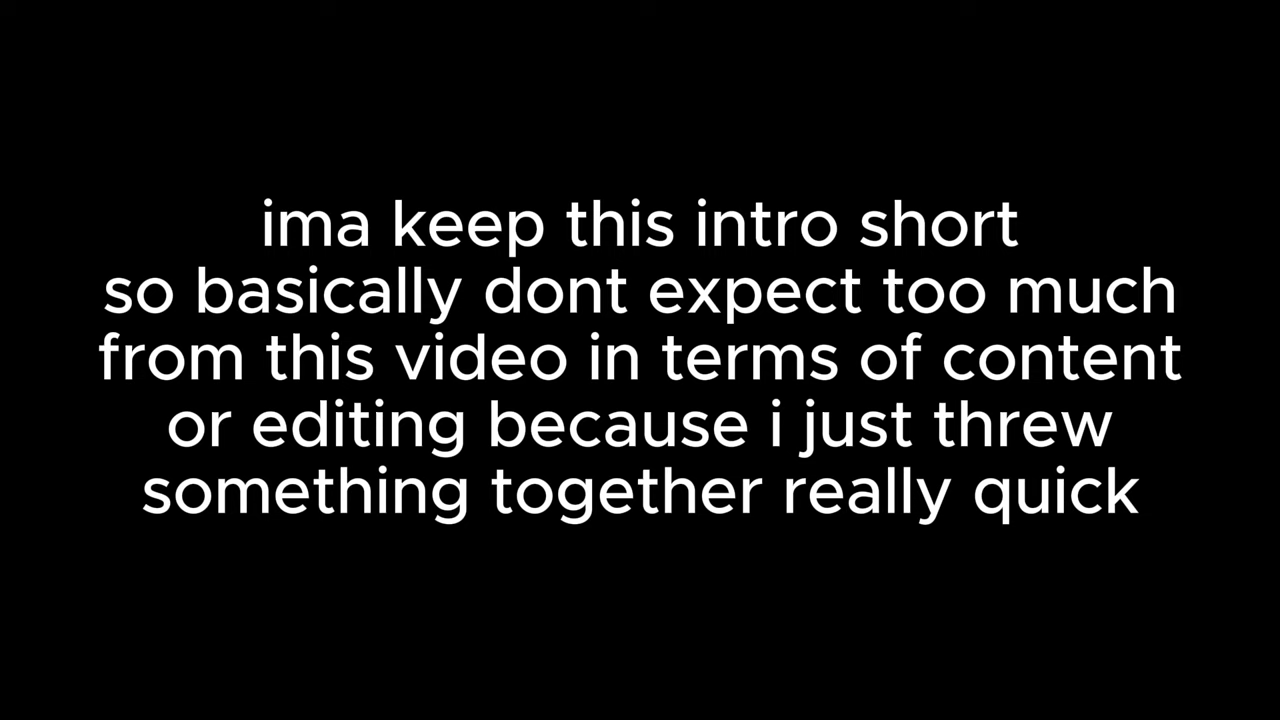 ima keep this intro short
so basically dont expect too much
from this video in terms of content
or editing because i just threw
something together really quick